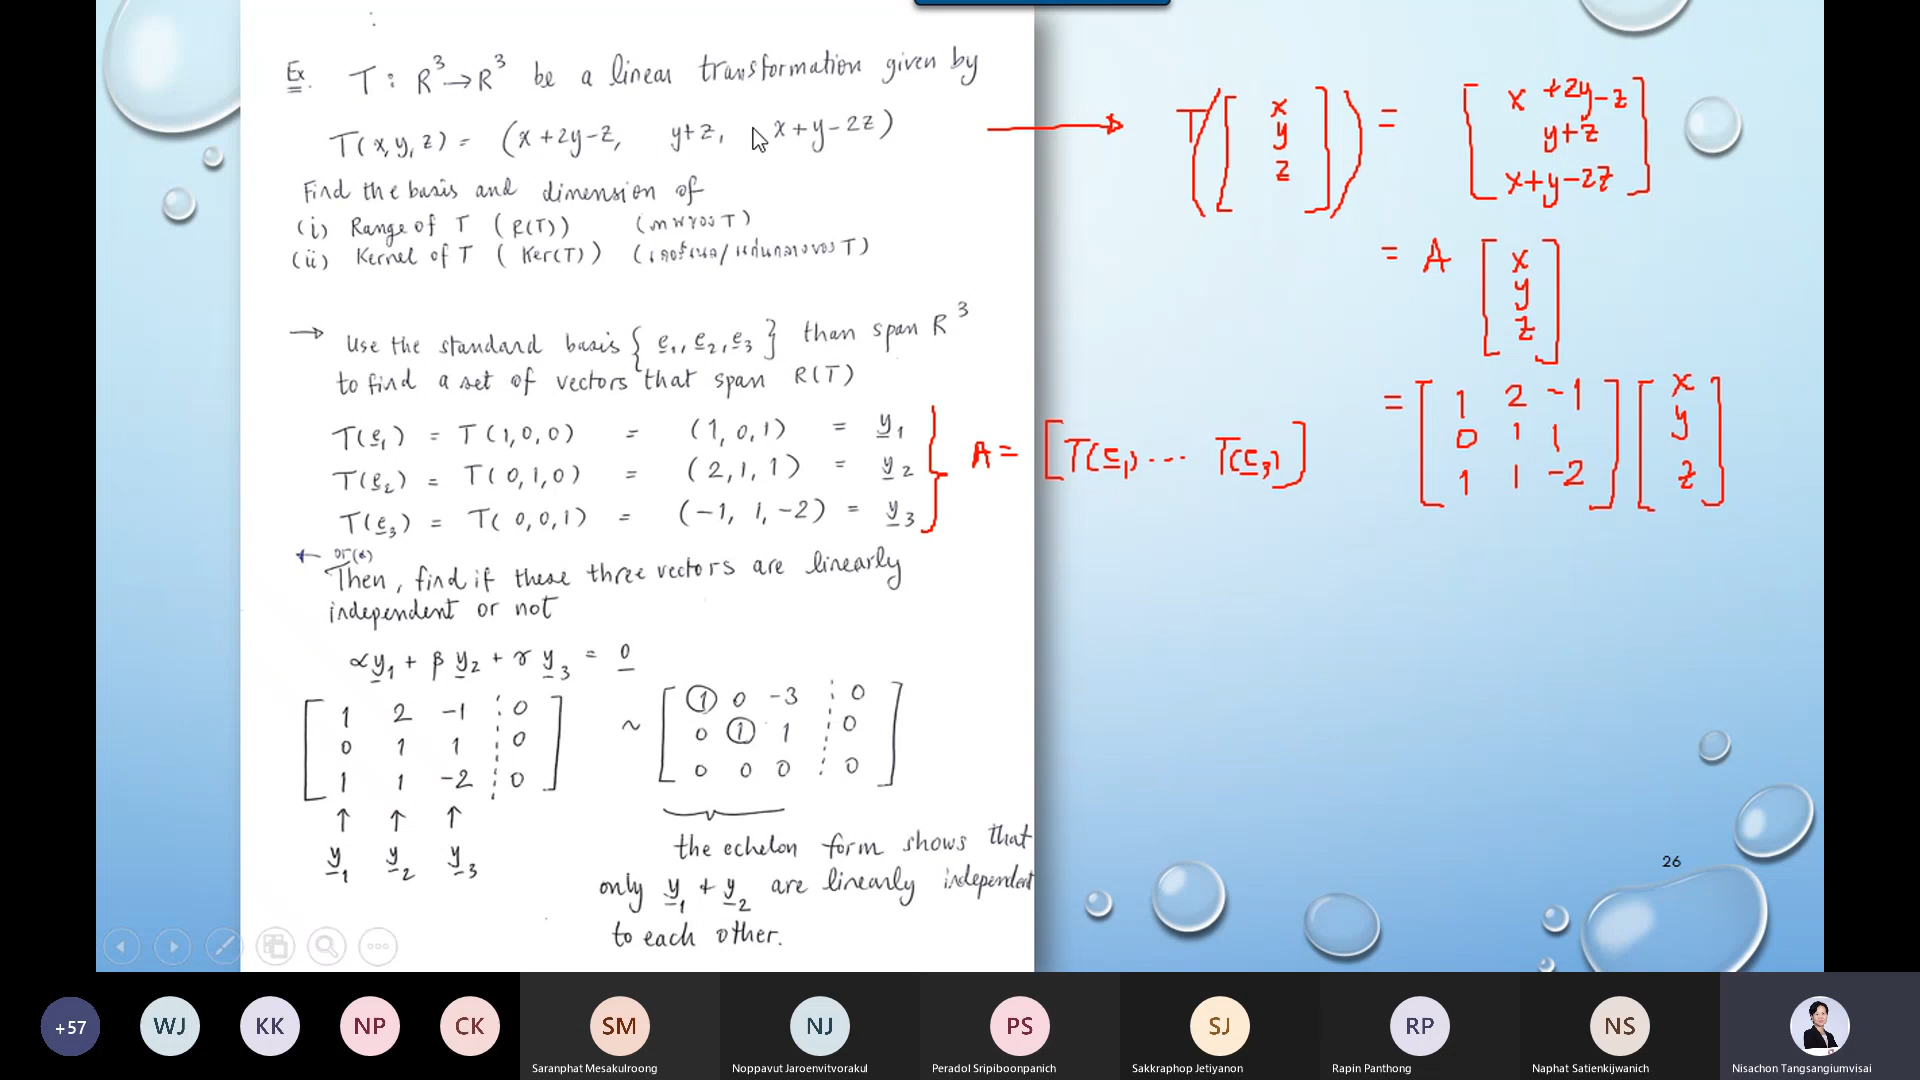 Ex. T : R³ → R³ be a linear transformation given by
T(x, y, z) = (x + 2y - z, y + z, x + y - 2z)
Find the basis and dimension of
(i) Range of T ( R(T) ) (ภาพของ T)
(ii) Kernel of T ( Ker(T) )
→ Use the standard basis { e₁, e₂, e₃ } than span R³
to find a set of vectors that span R(T)
T(e₁) = T(1,0,0) = (1, 0, 1) = y₁
T(e₂) = T(0,1,0) = (2, 1, 1) = y₂
T(e₃) = T(0,0,1) = (-1, 1, -2) = y₃
← or
Then, find if these three vectors are linearly
independent or not
αy₁ + βy₂ + γy₃ = 0
[ 1 2 -1 ⋮ 0 ] ~ [ 1 0 -3 ⋮ 0 ]
[ 0 1 1 ⋮ 0 ] [ 0 1 1 ⋮ 0 ]
[ 1 1 -2 ⋮ 0 ] [ 0 0 0 ⋮ 0 ]
↑ ↑ ↑
y₁ y₂ y₃
the echelon form shows that
only y₁ + y₂ are linearly independent
to each other.
T([ x y z ]) = [ x + 2y - z
y + z
x + y - 2z ]
= A [ x
y
z ]
A = [T(e₁) ... T(e₃)]
= [ 1 2 -1 ] [ x ]
[ 0 1 1 ] [ y ]
[ 1 1 -2 ] [ z ]
26
+57 WJ KK NP CK SM NJ PS SJ RP NS
Saranphat Mesakulroong
Noppavut Jaroenvitvorakul
Peradol Sripiboonpanich
Sakkraphop Jetiyanon
Rapin Panthong
Naphat Satienkijwanich
Nisachon Tangsangiumvisai